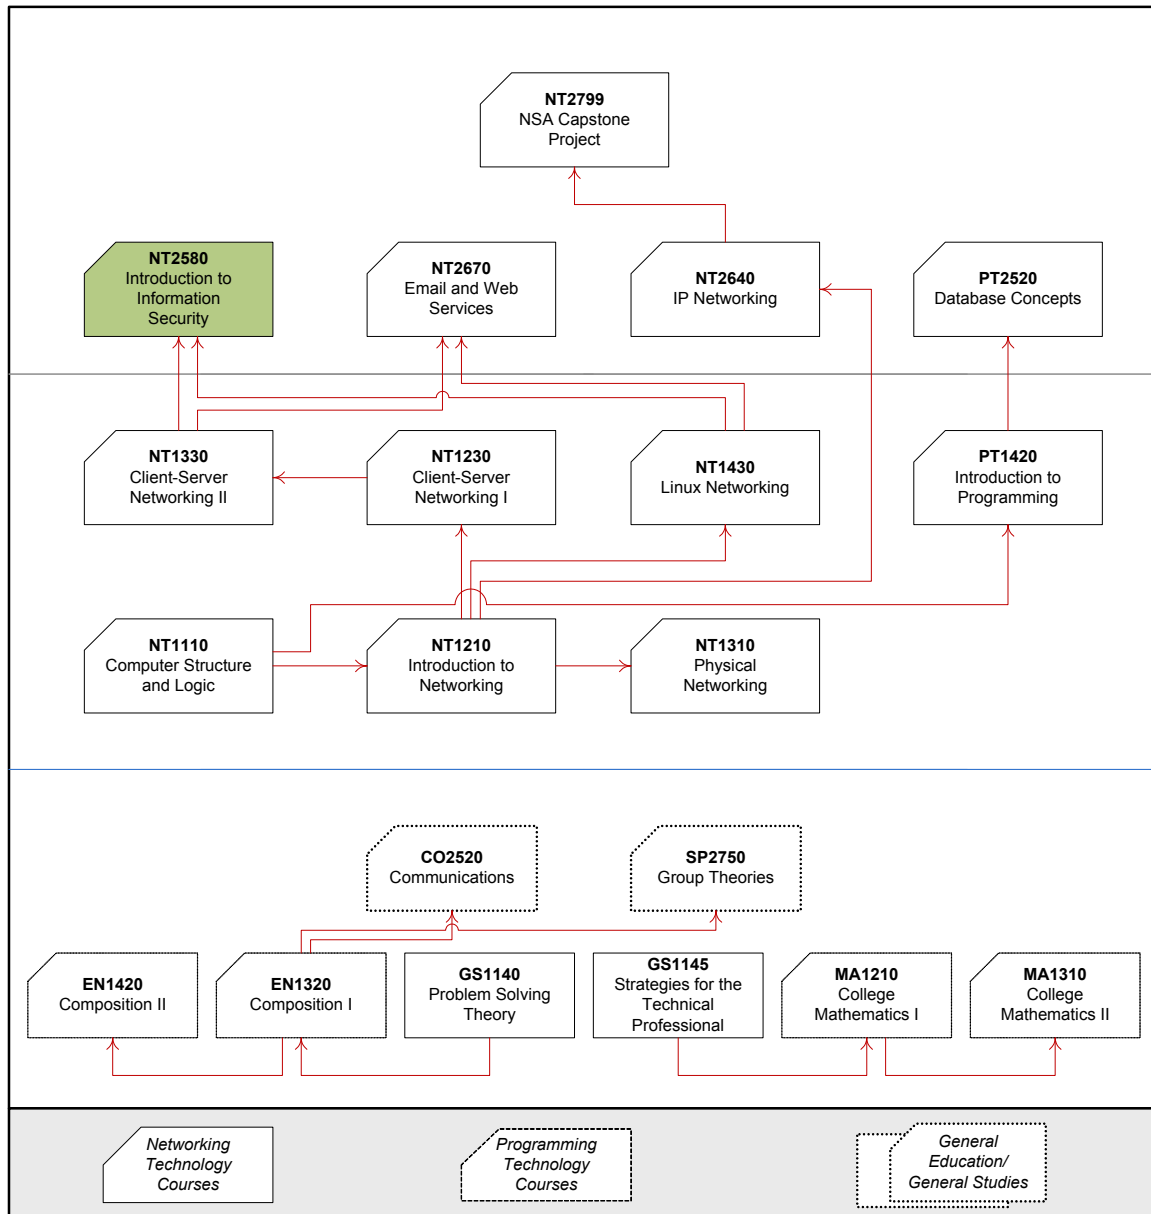 NT2799
NSA Capstone
Project
NT2580
Introduction to
Information
Security
NT2670
Email and Web
Services
NT2640
IP Networking
PT2520
Database Concepts
NT1330
Client-Server
Networking II
NT1230
Client-Server
Networking I
NT1430
Linux Networking
PT1420
Introduction to
Programming
NT1110
Computer Structure
and Logic
NT1210
Introduction to
Networking
NT1310
Physical
Networking
CO2520
Communications
SP2750
Group Theories
EN1420
Composition II
EN1320
Composition I
GS1140
Problem Solving
Theory
GS1145
Strategies for the
Technical
Professional
MA1210
College
Mathematics I
MA1310
College
Mathematics II
Networking
Technology
Courses
Programming
Technology
Courses
General
Education/
General Studies